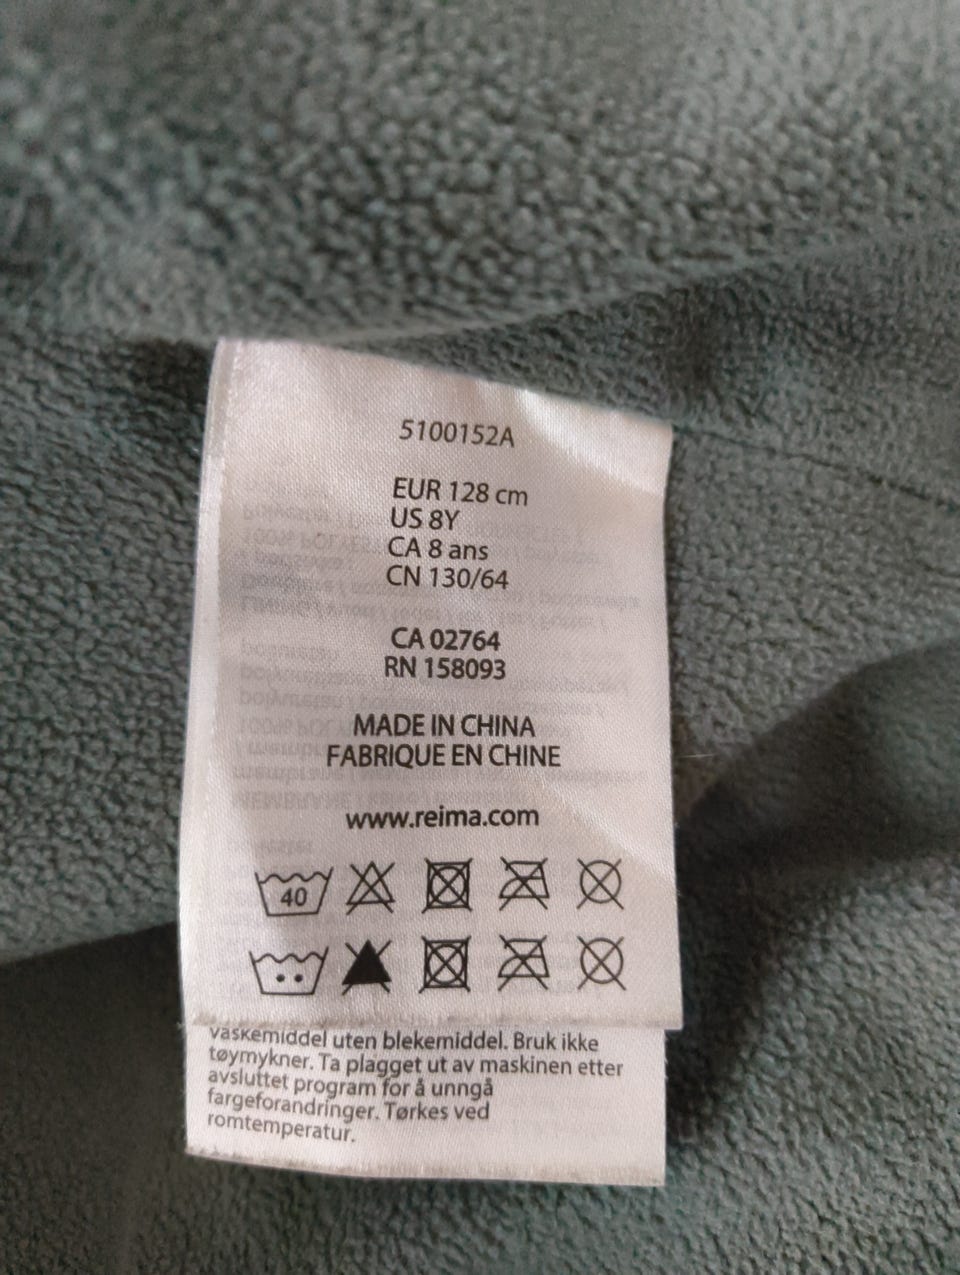 5100152A
EUR 128 cm
US 8Y
CA 8 ans
CN 130/64
CA 02764
RN 158093
MADE IN CHINA
FABRIQUE EN CHINE
www.reima.com
40
vaskemiddel uten blekemiddel. Bruk ikke
tøymykner. Ta plagget ut av maskinen etter
avsluttet program for å unngå
fargeforandringer. Tørkes ved
romtemperatur.